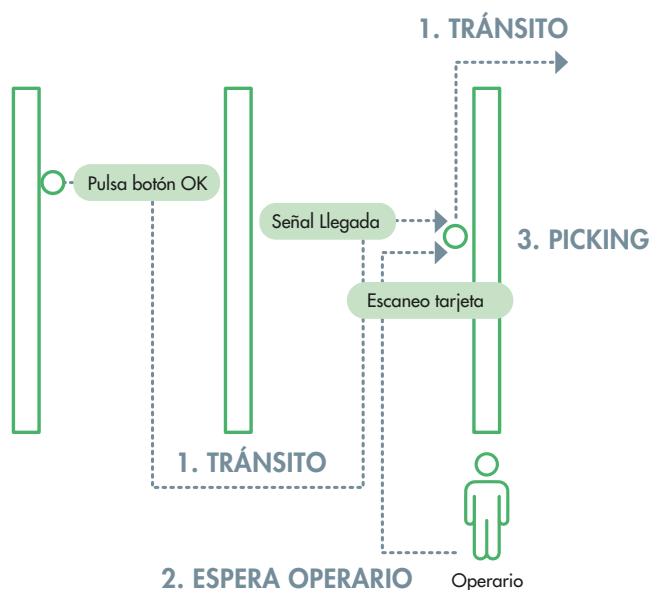 1. TRÁNSITO
Pulsa botón OK
Señal Llegada
3. PICKING
Escaneo tarjeta
1. TRÁNSITO
2. ESPERA OPERARIO
Operario